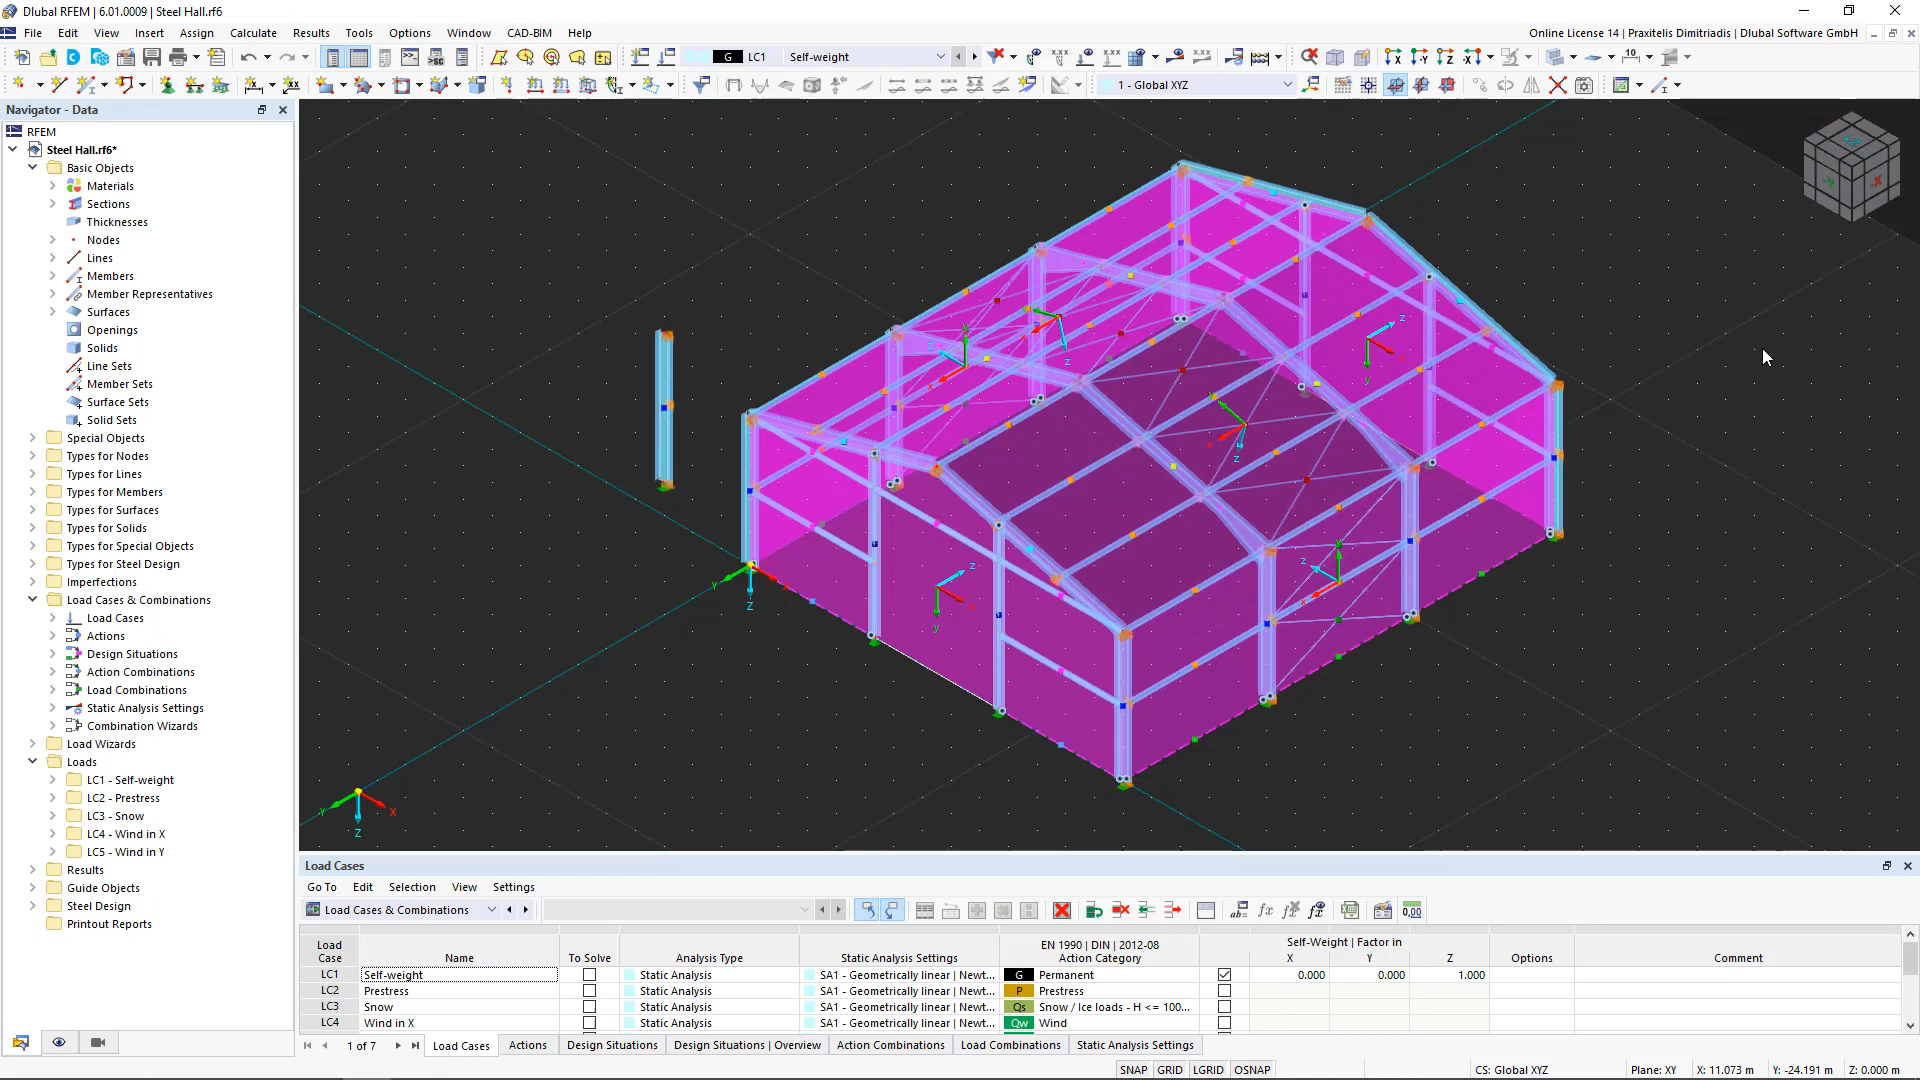 Dlubal RFEM | 6.01.0009 | Steel Hall.rf6
File Edit View Insert Assign Calculate Results Tools Options Window CAD-BIM Help
Online License 14 | Praxitelis Dimitriadis | Dlubal Software GmbH
G LC1 Self-weight
1 - Global XYZ
Navigator - Data
RFEM
Steel Hall.rf6*
Basic Objects
Materials
Sections
Thicknesses
Nodes
Lines
Members
Member Representatives
Surfaces
Openings
Solids
Line Sets
Member Sets
Surface Sets
Solid Sets
Special Objects
Types for Nodes
Types for Lines
Types for Members
Types for Surfaces
Types for Solids
Types for Special Objects
Types for Steel Design
Imperfections
Load Cases & Combinations
Load Cases
Actions
Design Situations
Action Combinations
Load Combinations
Static Analysis Settings
Combination Wizards
Load Wizards
Loads
LC1 - Self-weight
LC2 - Prestress
LC3 - Snow
LC4 - Wind in X
LC5 - Wind in Y
Results
Guide Objects
Steel Design
Printout Reports
Load Cases
Go To Edit Selection View Settings
Load Cases & Combinations
Load Case Name To Solve Analysis Type Static Analysis Settings EN 1990 | DIN | 2012-08 Action Category Self-Weight | Factor in X Y Z Options Comment
LC1 Self-weight Static Analysis SA1 - Geometrically linear | Newt... G Permanent 0.000 0.000 1.000
LC2 Prestress Static Analysis SA1 - Geometrically linear | Newt... P Prestress
LC3 Snow Static Analysis SA1 - Geometrically linear | Newt... Qs Snow / Ice loads - H <= 100...
LC4 Wind in X Static Analysis SA1 - Geometrically linear | Newt... Qw Wind
1 of 7 Load Cases Actions Design Situations Design Situations | Overview Action Combinations Load Combinations Static Analysis Settings
SNAP GRID LGRID OSNAP CS: Global XYZ Plane: XY X: 11.073 m Y: -24.191 m Z: 0.000 m